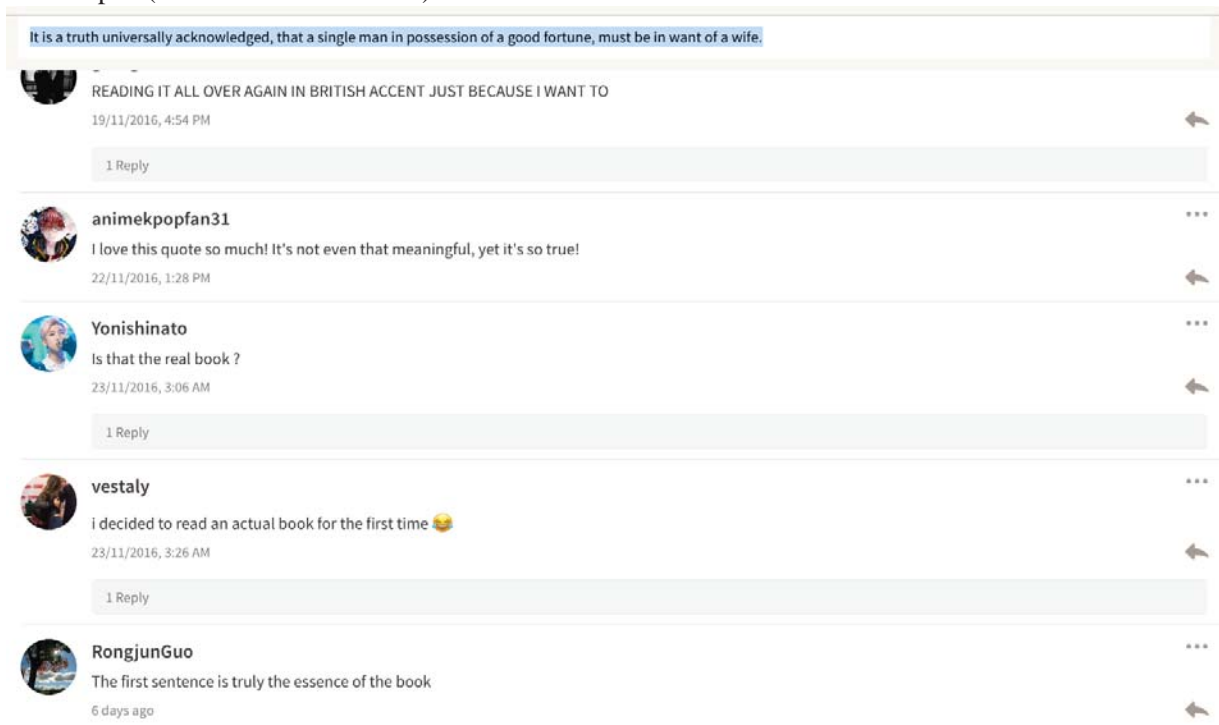 It is a truth universally acknowledged, that a single man in possession of a good fortune, must be in want of a wife.
READING IT ALL OVER AGAIN IN BRITISH ACCENT JUST BECAUSE I WANT TO
19/11/2016, 4:54 PM
1 Reply
animekpopfan31
I love this quote so much! It's not even that meaningful, yet it's so true!
22/11/2016, 1:28 PM
Yonishinato
Is that the real book ?
23/11/2016, 3:06 AM
1 Reply
vestaly
i decided to read an actual book for the first time 😂
23/11/2016, 3:26 AM
1 Reply
RongjunGuo
The first sentence is truly the essence of the book
6 days ago